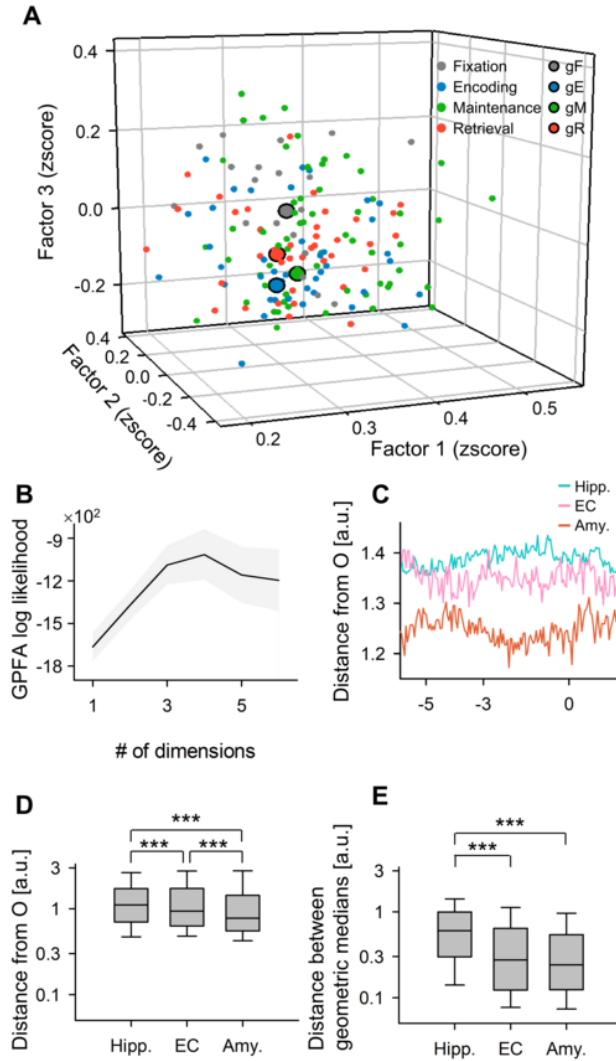 A
0.4
0.2
0.0
-0.2
0.4
Factor 3 (zscore)
Fixation
Encoding
Maintenance
Retrieval
gF
gE
gM
gR
0.2
0.0
-0.2
-0.4
Factor 2 (zscore)
0.2
0.3
0.4
0.5
Factor 1 (zscore)
B
×10²
-9
-12
-18
GPFA log likelihood
1
3
5
# of dimensions
C
Hipp.
EC
Amy.
1.4
1.3
1.2
Distance from O [a.u.]
-5
-3
0
D
***
*** ***
3
1
0.3
0.1
Distance from O [a.u.]
Hipp. EC Amy.
E
***
***
3
1
0.3
0.1
Distance between
geometric medians [a.u.]
Hipp. EC Amy.